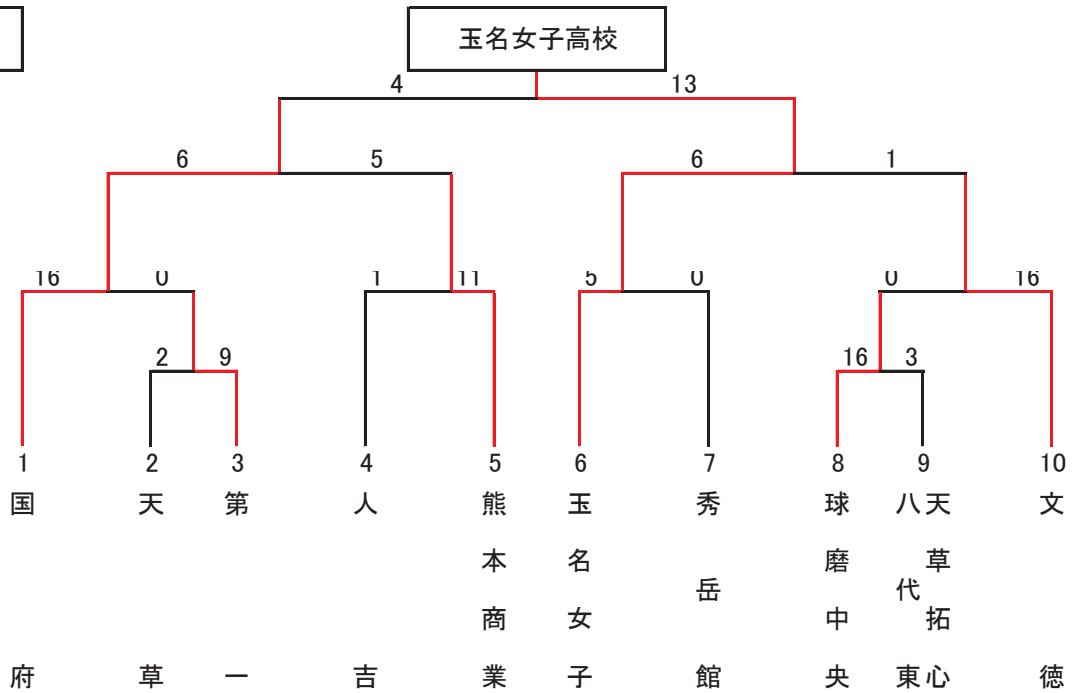 玉名女子高校
4 13
6 5 6 1
16 0 1 11 5 0 0 16
2 9 16 3
1 2 3 4 5 6 7 8 9 10
国府
天草
第一
人吉
熊本商業
玉名女子
秀岳館
球磨中央
八代東
天草拓心
文徳